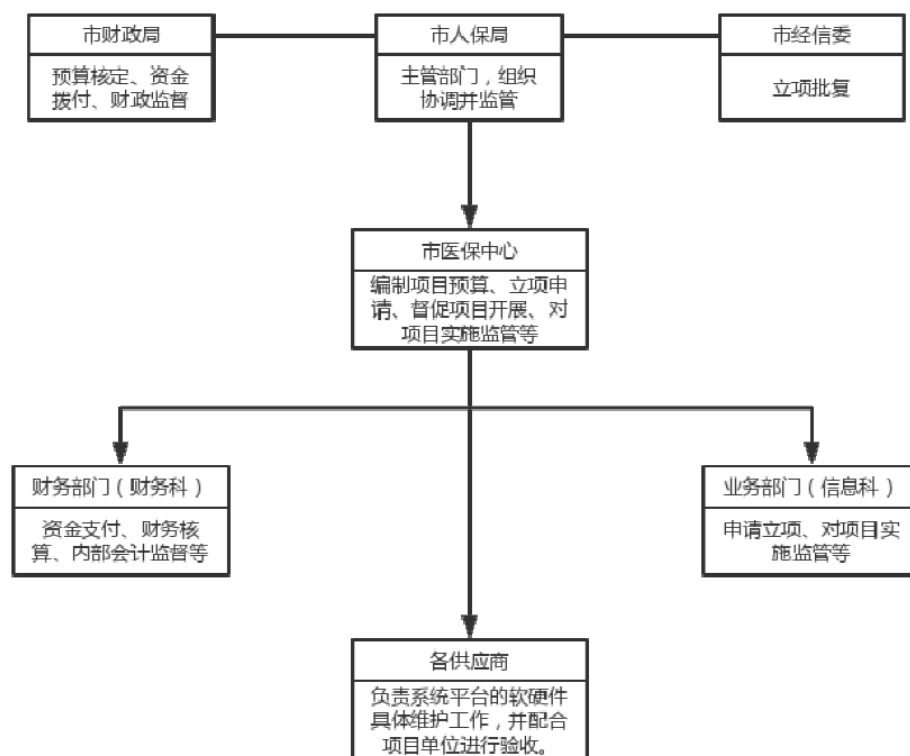 市财政局
预算核定、资金
拨付、财政监督
市人保局
主管部门，组织
协调并监管
市经信委
立项批复
市医保中心
编制项目预算、立项申
请、督促项目开展、对
项目实施监管等
财务部门（财务科）
资金支付、财务核
算、内部会计监督等
业务部门（信息科）
申请立项、对项目实
施监管等
各供应商
负责系统平台的软硬件
具体维护工作，并配合
项目单位进行验收。